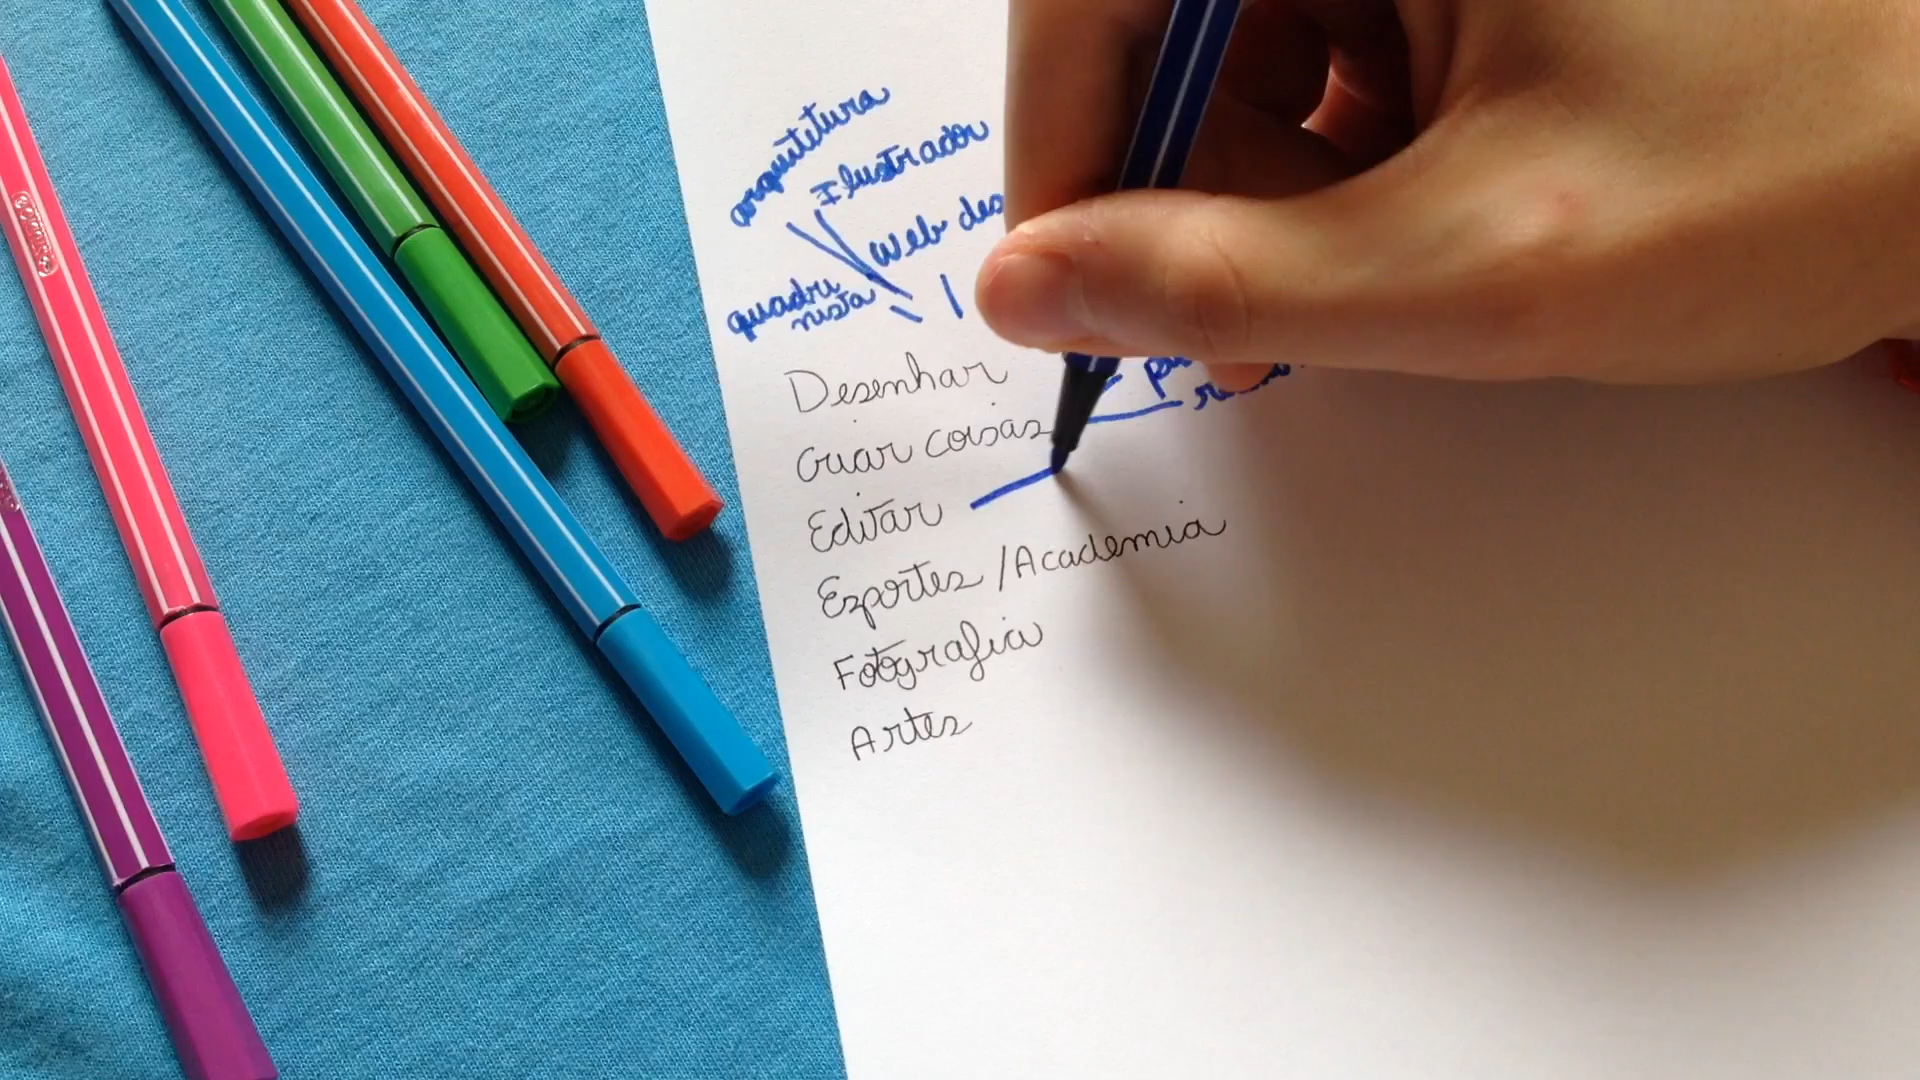 arquitetura
Ilustrador
Web des
quadri
nista
Desenhar
Criar coisas
Editar
Esportes / Academia
Fotografia
Artes